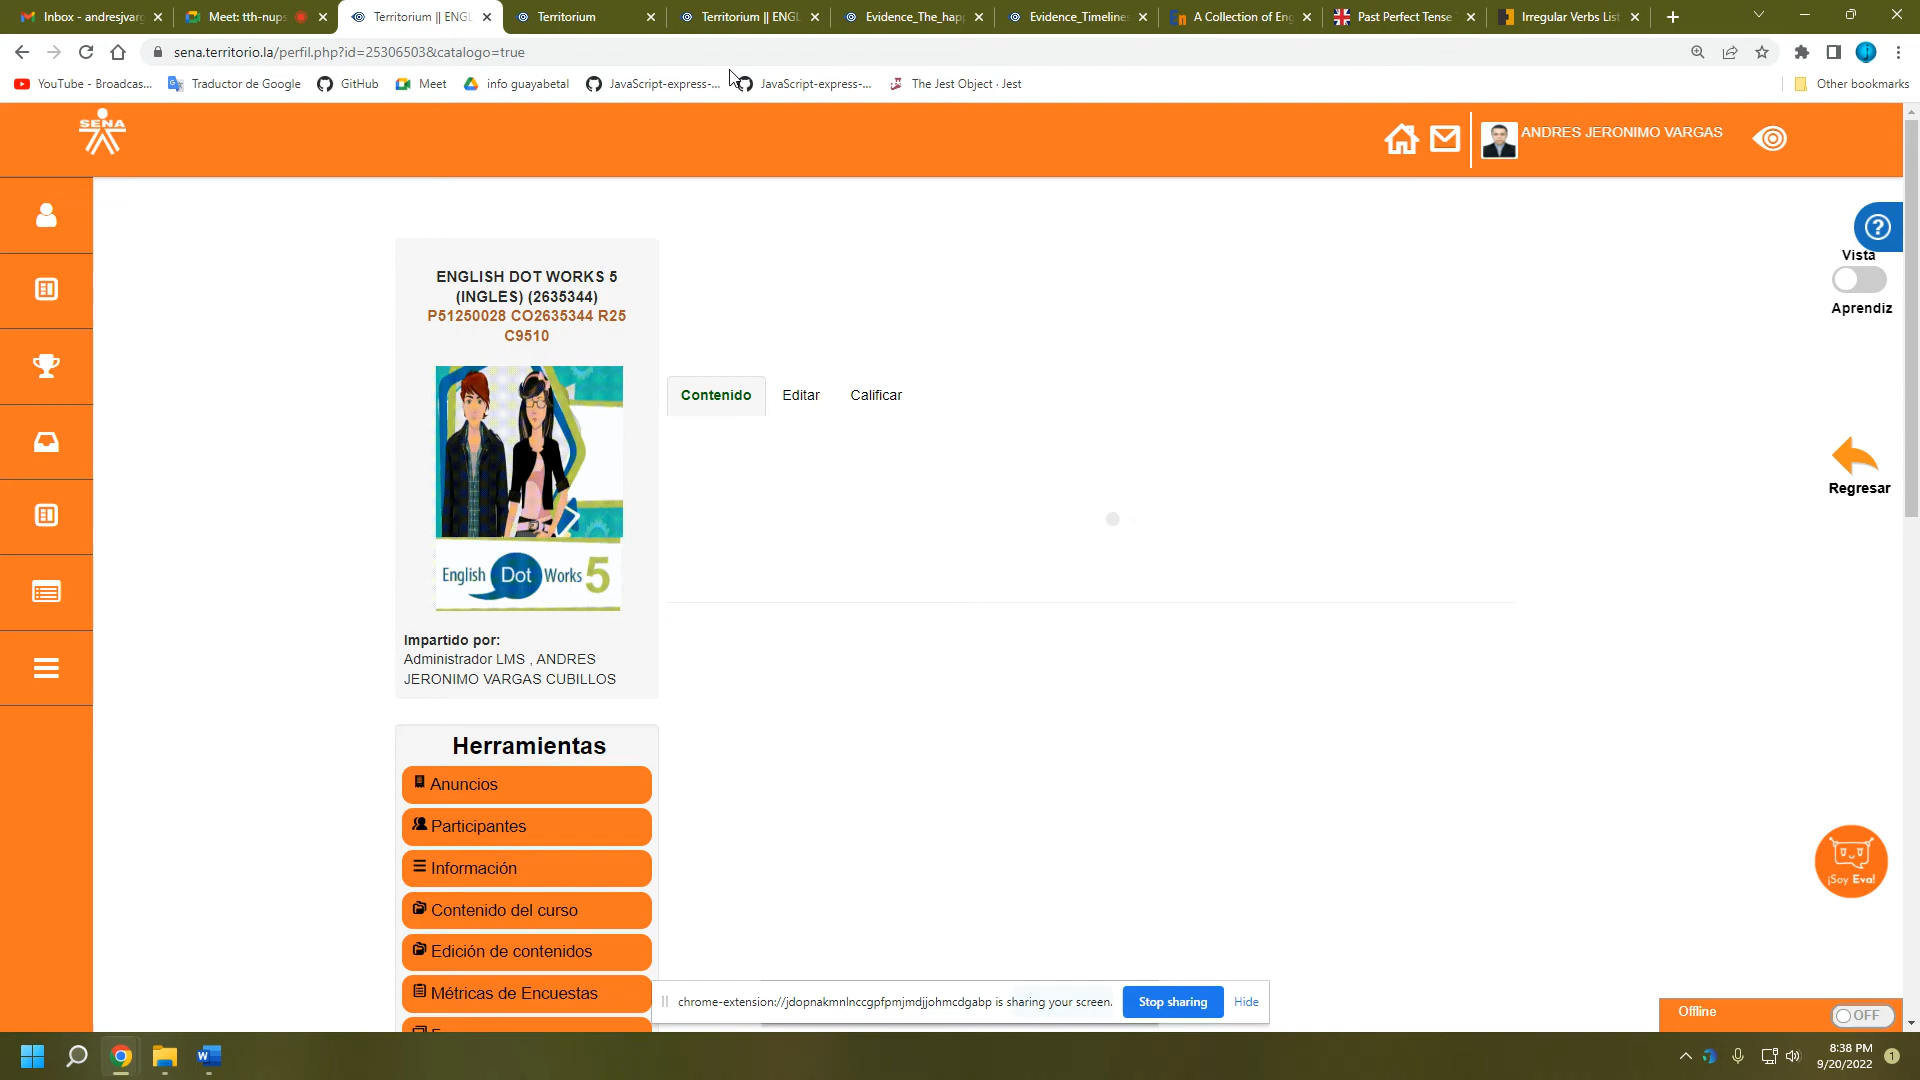 Inbox - andresjvarg
Meet: tth-nups
Territorium || ENGL
Territorium
Territorium || ENGL
Evidence_The_hap
Evidence_Timeline
A Collection of Eng
Past Perfect Tense
Irregular Verbs List
sena.territorio.la/perfil.php?id=25306503&catalogo=true
YouTube - Broadcas...
Traductor de Google
GitHub
Meet
info guayabetal
JavaScript-express-...
JavaScript-express-...
The Jest Object · Jest
Other bookmarks
SENA
ANDRES JERONIMO VARGAS
Vista
Aprendiz
Regresar
ENGLISH DOT WORKS 5
(INGLES) (2635344)
P51250028 CO2635344 R25
C9510
English Dot Works 5
Impartido por:
Administrador LMS , ANDRES
JERONIMO VARGAS CUBILLOS
Contenido
Editar
Calificar
Herramientas
Anuncios
Participantes
Información
Contenido del curso
Edición de contenidos
Métricas de Encuestas
¡Soy Eva!
chrome-extension://jdopnakmnlnccgpfpmjmdjjohmcdgabp is sharing your screen.
Stop sharing
Hide
Offline
OFF
8:38 PM
9/20/2022
1